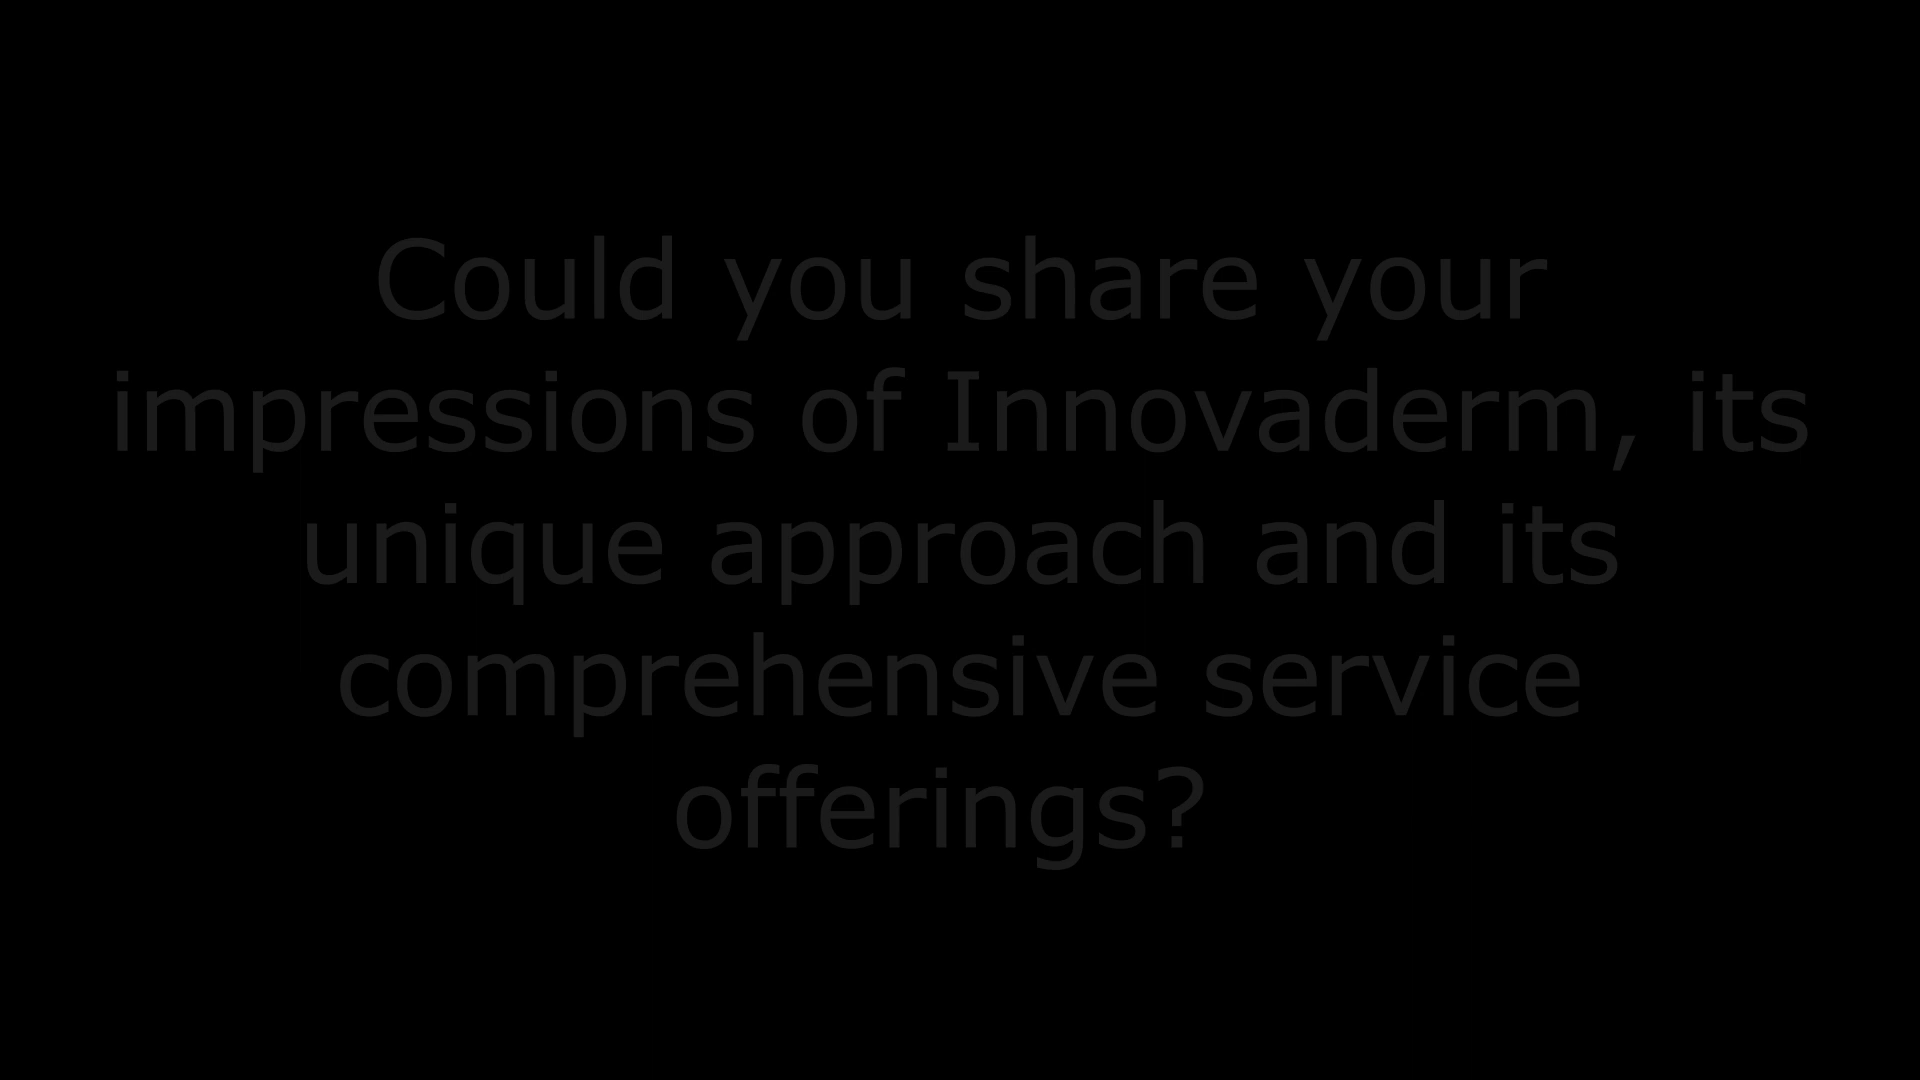 Could you share your
impressions of Innovaderm, its
unique approach and its
comprehensive service
offerings?